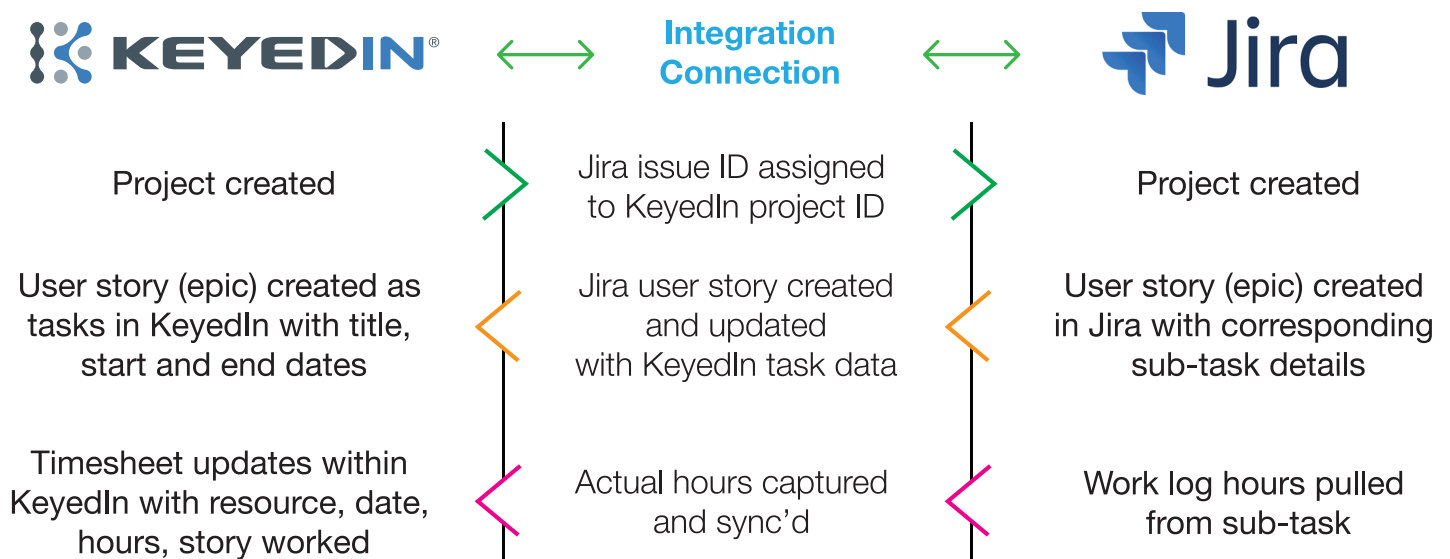 KEYEDIN®
Integration
Connection
Jira
Project created
Jira issue ID assigned
to KeyedIn project ID
Project created
User story (epic) created as
tasks in KeyedIn with title,
start and end dates
Jira user story created
and updated
with KeyedIn task data
User story (epic) created
in Jira with corresponding
sub-task details
Timesheet updates within
KeyedIn with resource, date,
hours, story worked
Actual hours captured
and sync’d
Work log hours pulled
from sub-task